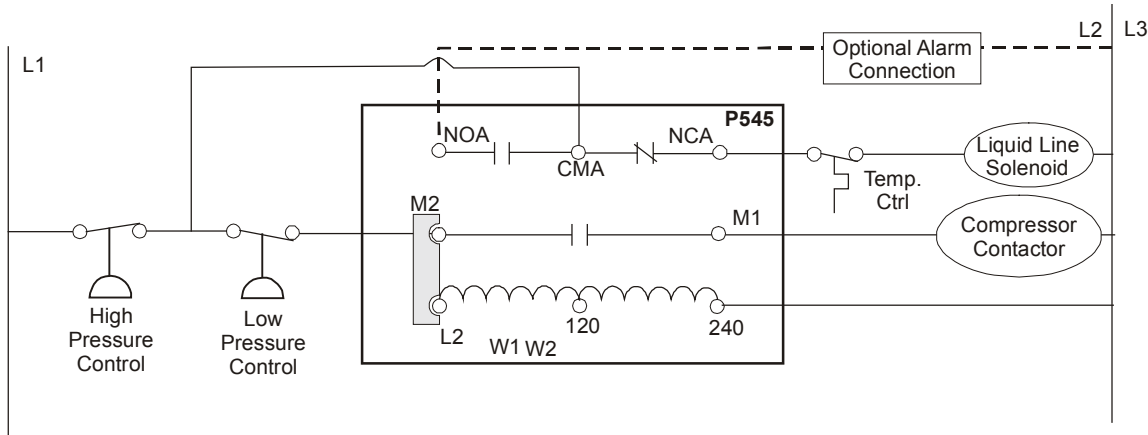 L1
L2
L3
Optional Alarm
Connection
P545
NOA
CMA
NCA
Temp.
Ctrl
Liquid Line
Solenoid
M2
M1
Compressor
Contactor
High
Pressure
Control
Low
Pressure
Control
L2
120
240
W1 W2